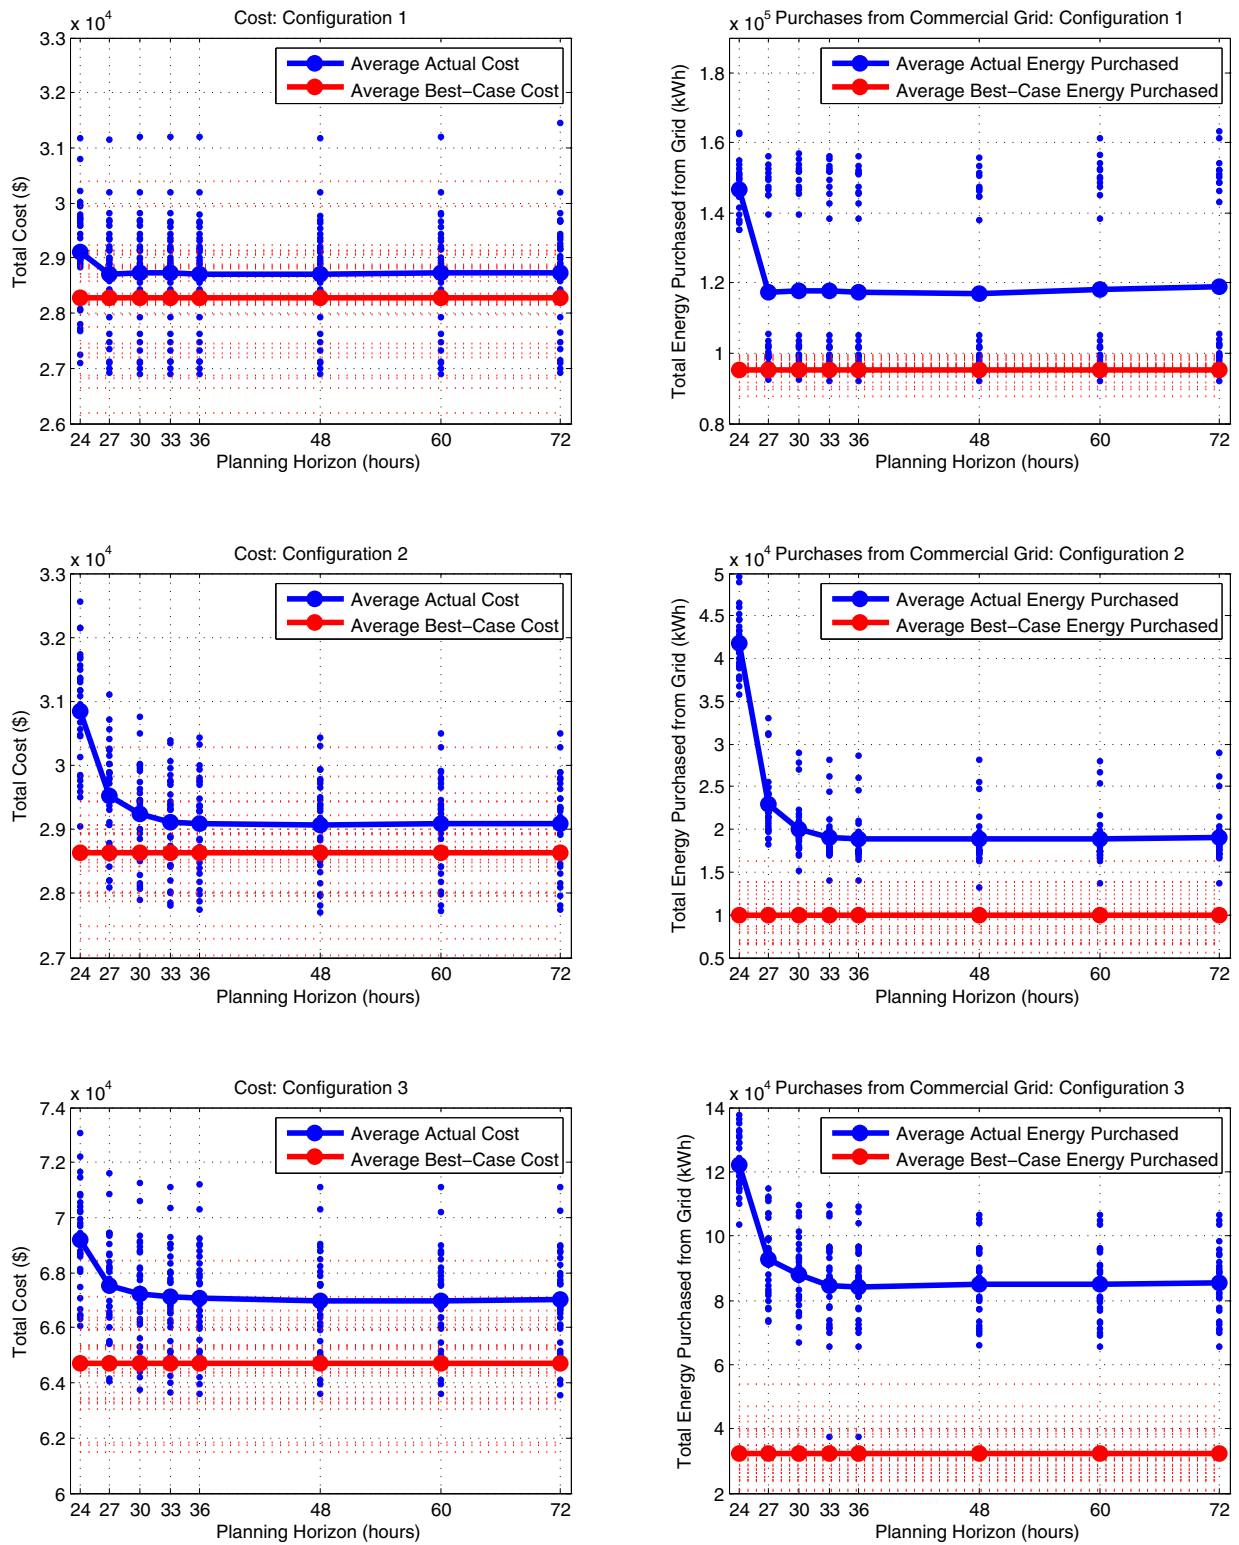 x 10^4 Cost: Configuration 1
3.3
3.2
3.1
3
2.9
2.8
2.7
2.6
Total Cost ($)
Average Actual Cost
Average Best−Case Cost
24 27 30 33 36 48 60 72
Planning Horizon (hours)
x 10^5 Purchases from Commercial Grid: Configuration 1
1.8
1.6
1.4
1.2
1
0.8
Total Energy Purchased from Grid (kWh)
Average Actual Energy Purchased
Average Best−Case Energy Purchased
24 27 30 33 36 48 60 72
Planning Horizon (hours)
x 10^4 Cost: Configuration 2
3.3
3.2
3.1
3
2.9
2.8
2.7
Total Cost ($)
Average Actual Cost
Average Best−Case Cost
24 27 30 33 36 48 60 72
Planning Horizon (hours)
x 10^4 Purchases from Commercial Grid: Configuration 2
5
4.5
4
3.5
3
2.5
2
1.5
1
0.5
Total Energy Purchased from Grid (kWh)
Average Actual Energy Purchased
Average Best−Case Energy Purchased
24 27 30 33 36 48 60 72
Planning Horizon (hours)
x 10^4 Cost: Configuration 3
7.4
7.2
7
6.8
6.6
6.4
6.2
6
Total Cost ($)
Average Actual Cost
Average Best−Case Cost
24 27 30 33 36 48 60 72
Planning Horizon (hours)
x 10^4 Purchases from Commercial Grid: Configuration 3
14
12
10
8
6
4
2
Total Energy Purchased from Grid (kWh)
Average Actual Energy Purchased
Average Best−Case Energy Purchased
24 27 30 33 36 48 60 72
Planning Horizon (hours)